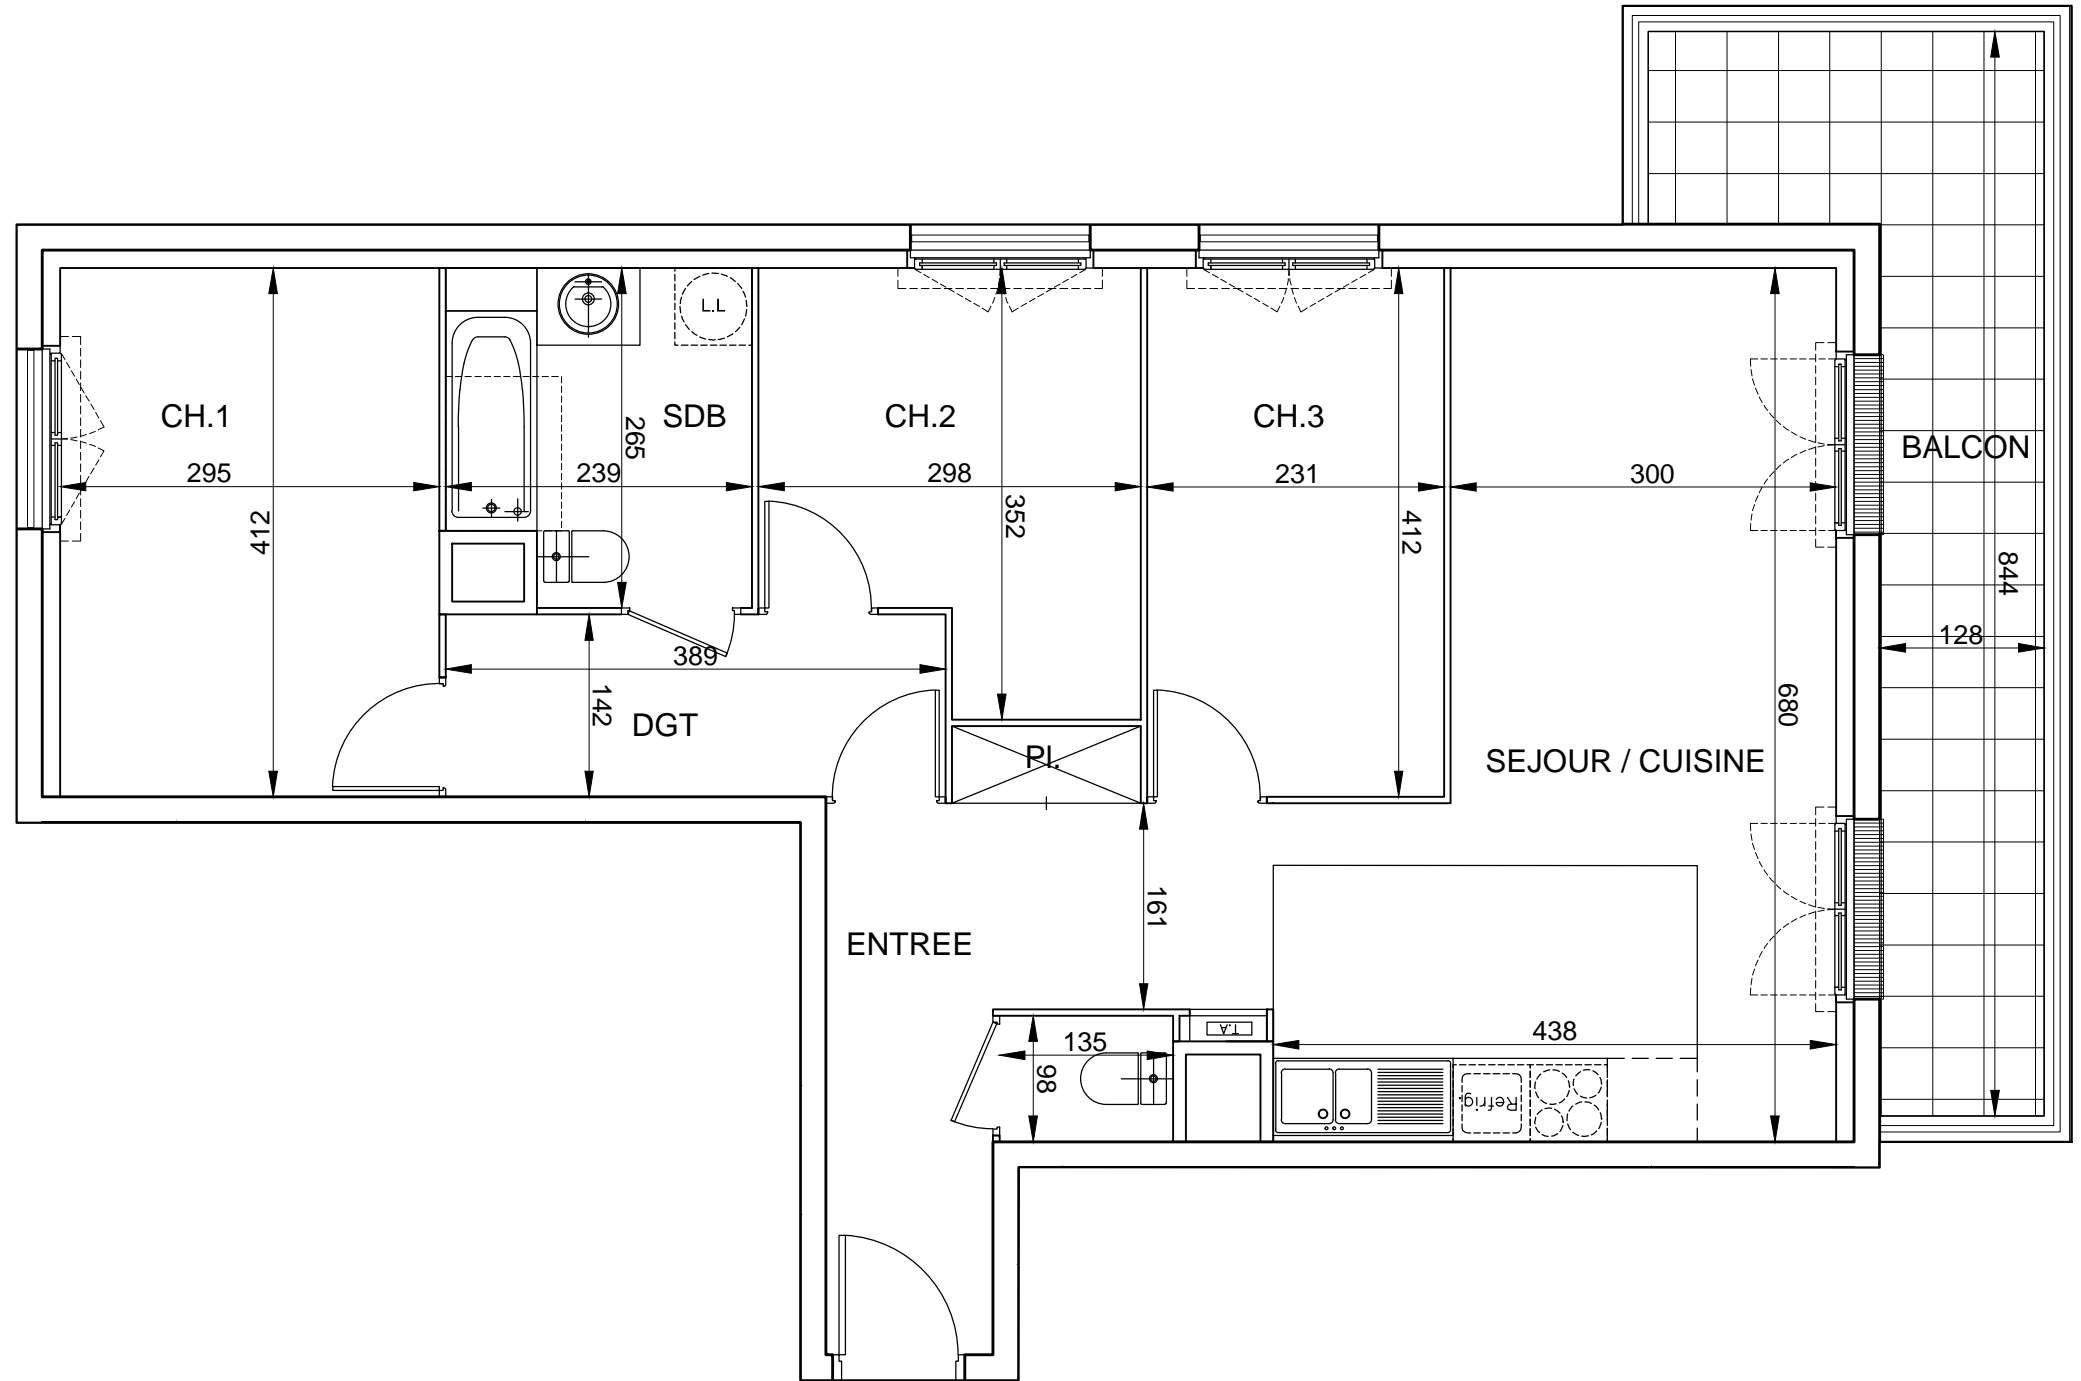 L.L
CH.1
SDB
CH.2
CH.3
BALCON
295
239
298
231
300
265
412
352
412
844
128
389
142
DGT
680
Pl.
SEJOUR / CUISINE
161
ENTREE
T.A
135
438
98
Refrig.